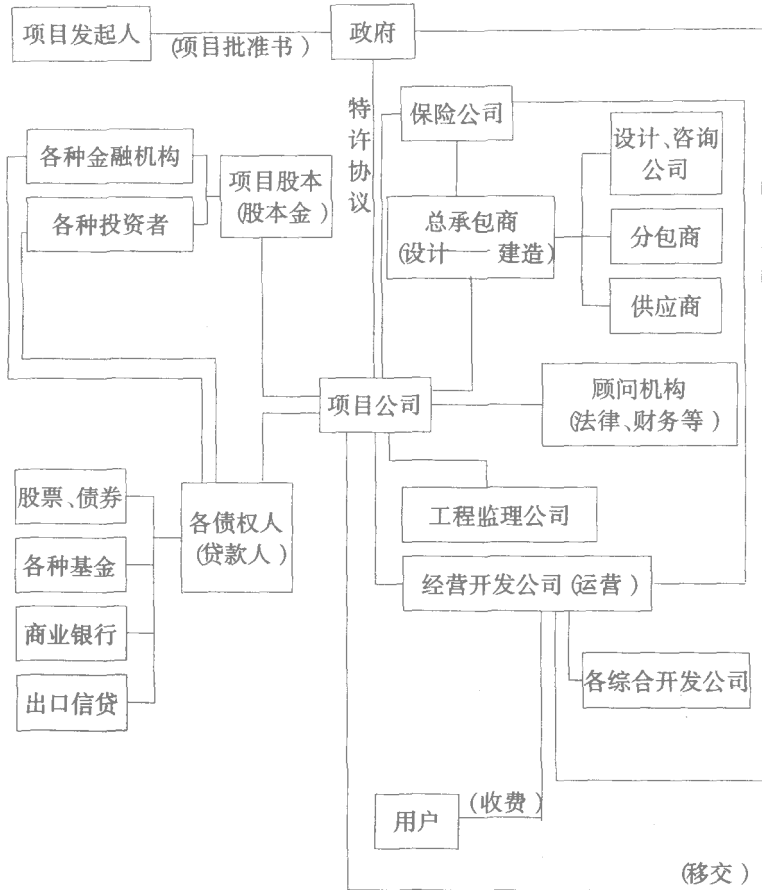 项目发起人
(项目批准书)
政府
特许协议
保险公司
设计、咨询
公司
各种金融机构
项目股本
(股本金)
各种投资者
总承包商
(设计——建造)
分包商
供应商
项目公司
顾问机构
(法律、财务等)
股票、债券
各债权人
(贷款人)
工程监理公司
各种基金
经营开发公司(运营)
商业银行
各综合开发公司
出口信贷
用户
(收费)
(移交)